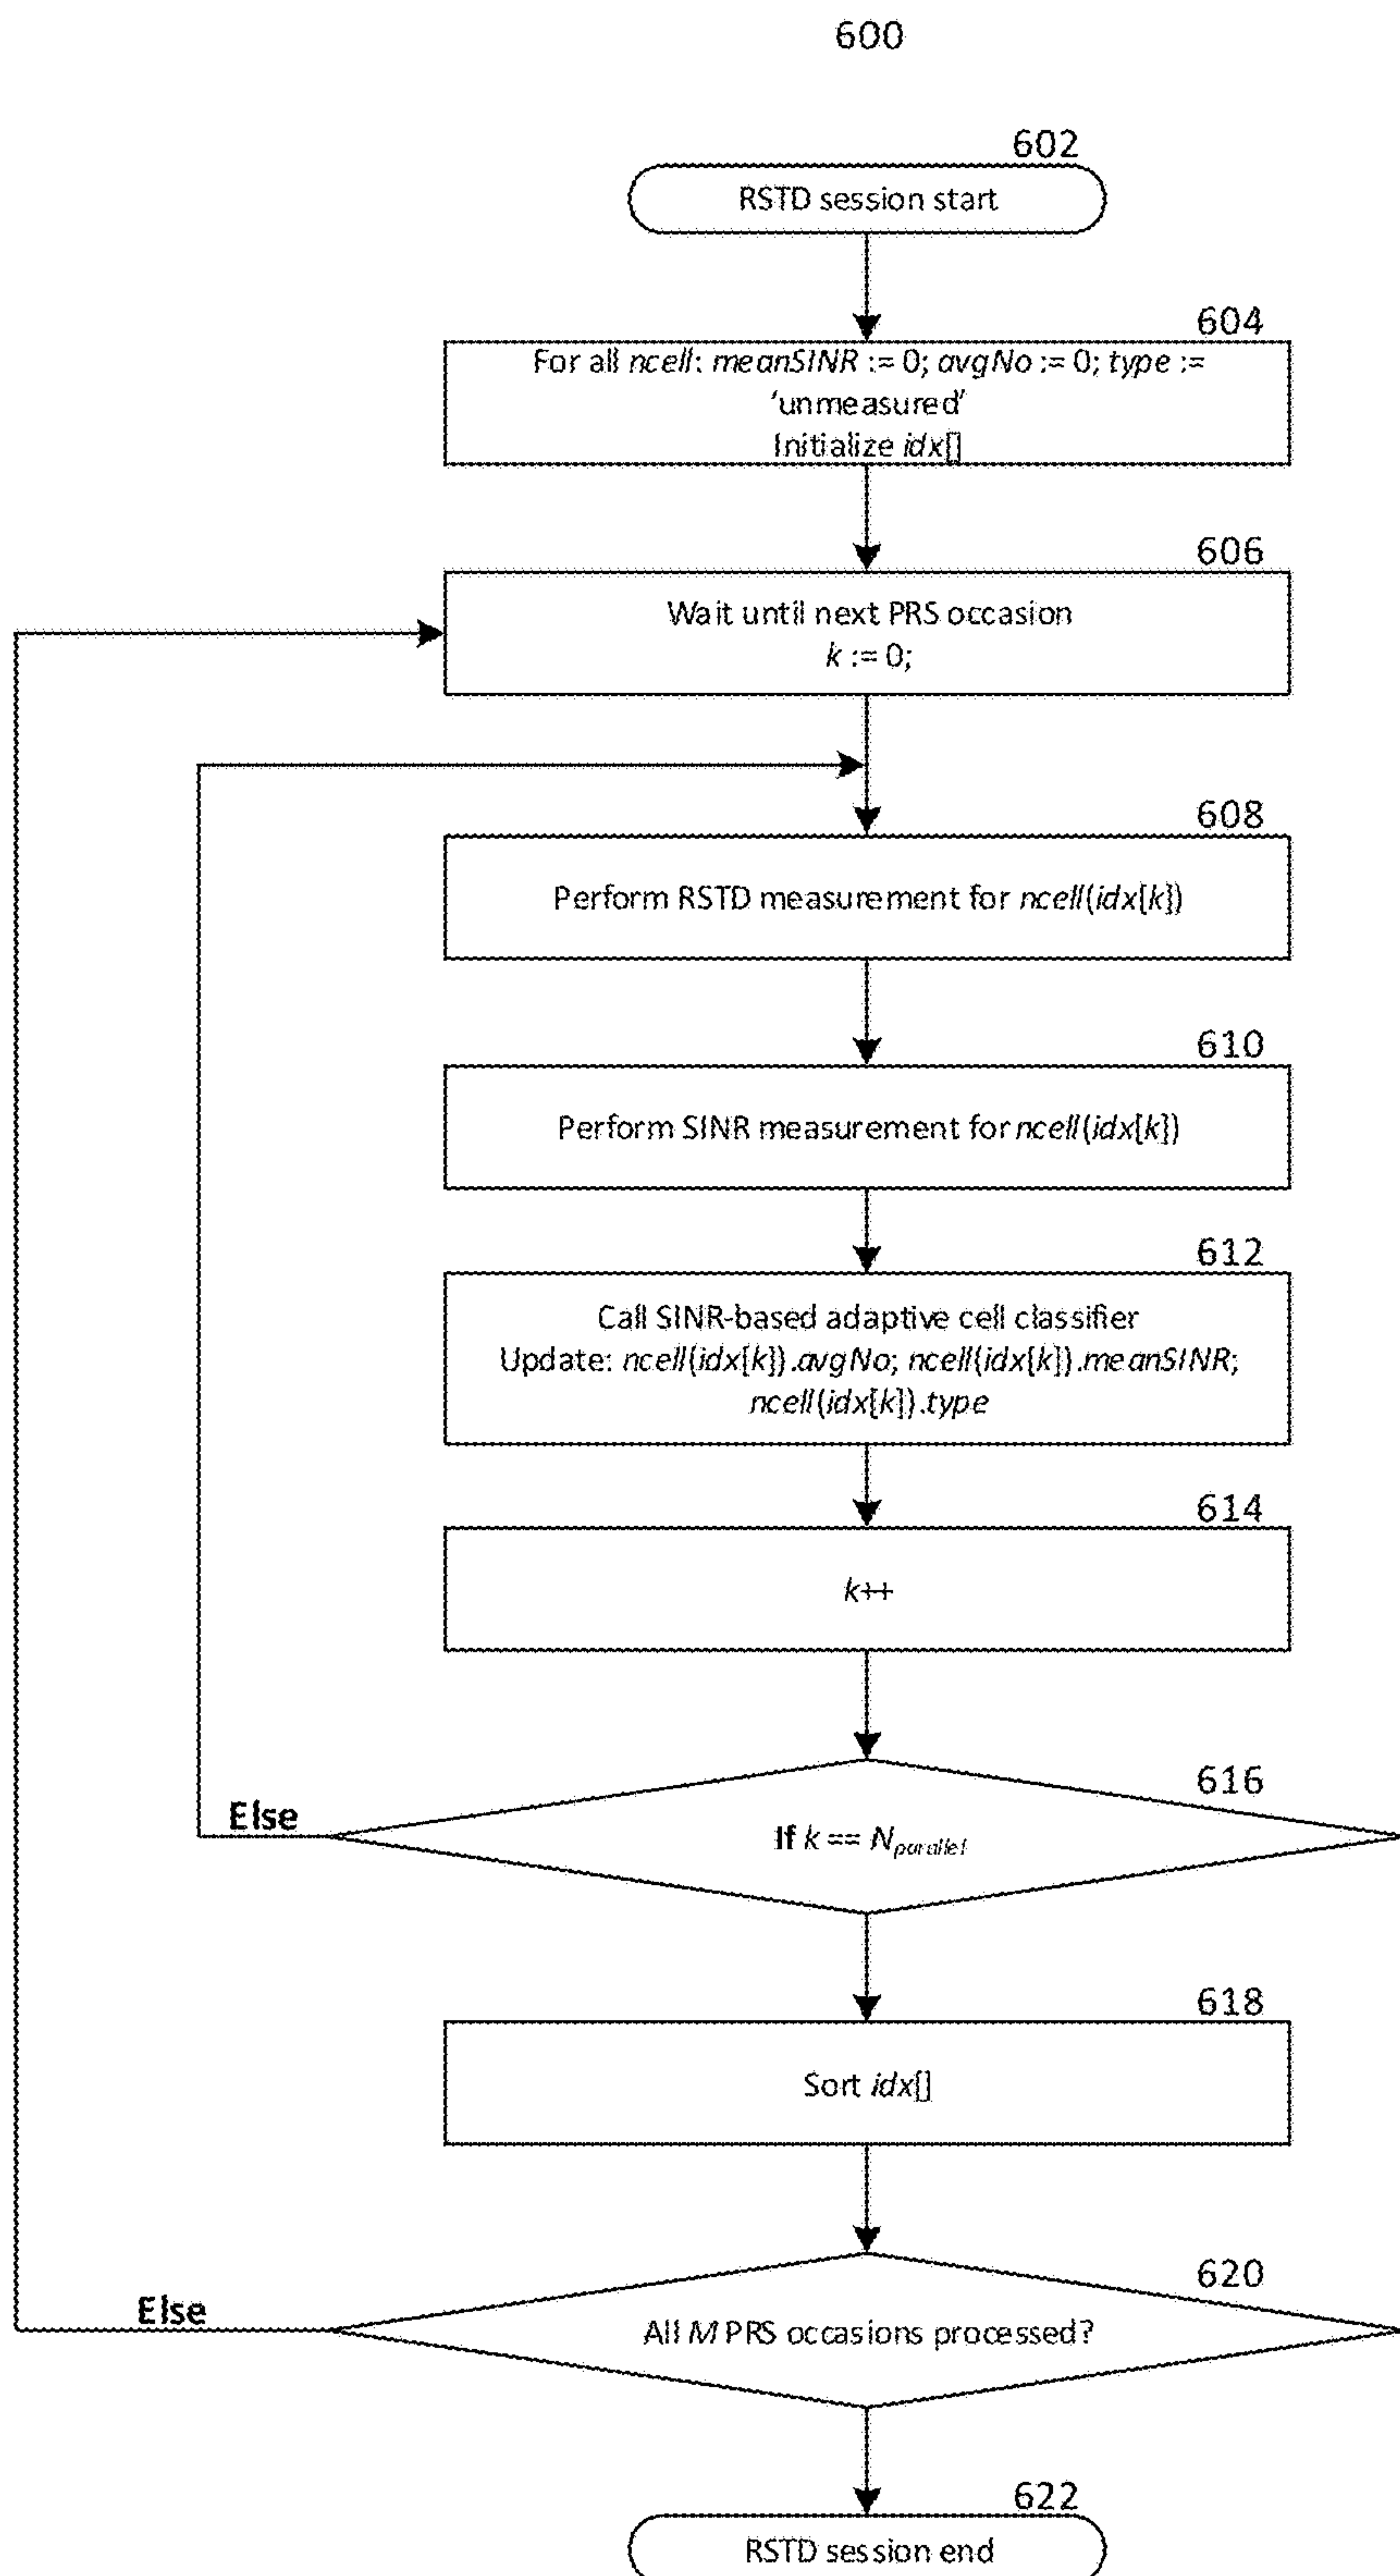 600
602
RSTD session start
604
For all ncell: meanSINR := 0; avgNo := 0; type :=
‘unmeasured’
Initialize idx[]
606
Wait until next PRS occasion
k := 0;
608
Perform RSTD measurement for ncell(idx[k])
610
Perform SINR measurement for ncell(idx[k])
612
Call SINR-based adaptive cell classifier
Update: ncell(idx[k]).avgNo; ncell(idx[k]).meanSINR;
ncell(idx[k]).type
614
k++
616
Else
If k == Nparallel
618
Sort idx[]
620
Else
All M PRS occasions processed?
622
RSTD session end